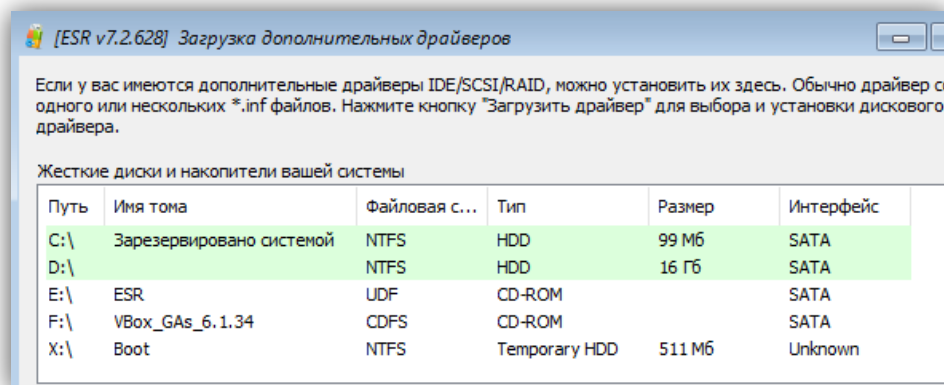 [ESR v7.2.628] Загрузка дополнительных драйверов
Если у вас имеются дополнительные драйверы IDE/SCSI/RAID, можно установить их здесь. Обычно драйвер
одного или нескольких *.inf файлов. Нажмите кнопку "Загрузить драйвер" для выбора и установки дискового
драйвера.
Жесткие диски и накопители вашей системы
Путь Имя тома Файловая с... Тип Размер Интерфейс
C:\ Зарезервировано системой NTFS HDD 99 Мб SATA
D:\ NTFS HDD 16 Гб SATA
E:\ ESR UDF CD-ROM SATA
F:\ VBox_GAs_6.1.34 CDFS CD-ROM SATA
X:\ Boot NTFS Temporary HDD 511 Мб Unknown